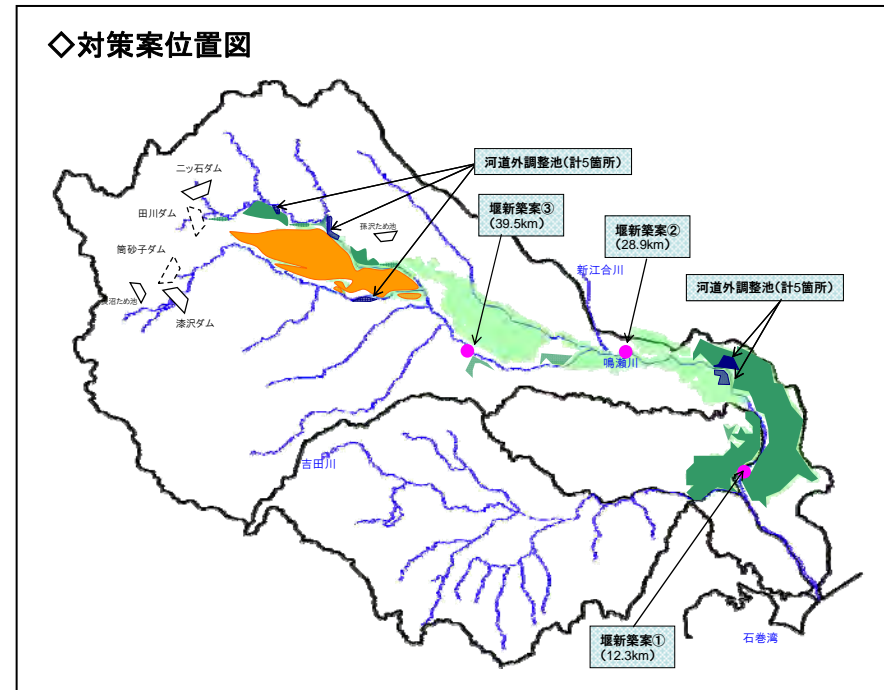 ◇対策案位置図
河道外調整池(計5箇所)
二ッ石ダム
田川ダム
孫沢ため池
堰新築案③
(39.5km)
堰新築案②
(28.9km)
筒砂子ダム
新江合川
河道外調整池(計5箇所)
沼ため池
漆沢ダム
鳴瀬川
吉田川
堰新築案①
(12.3km)
石巻湾